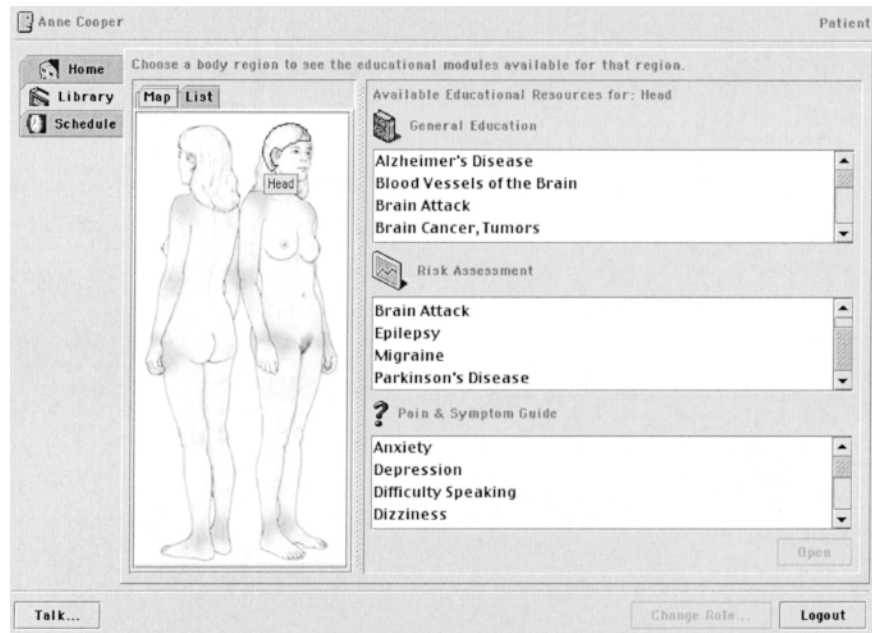 Anne Cooper
Patient
Home
Library
Schedule
Choose a body region to see the educational modules available for that region.
Map
List
Head
Available Educational Resources for: Head
General Education
Alzheimer's Disease
Blood Vessels of the Brain
Brain Attack
Brain Cancer, Tumors
Risk Assessment
Brain Attack
Epilepsy
Migraine
Parkinson's Disease
Pain & Symptom Guide
Anxiety
Depression
Difficulty Speaking
Dizziness
Open
Talk...
Change Role...
Logout